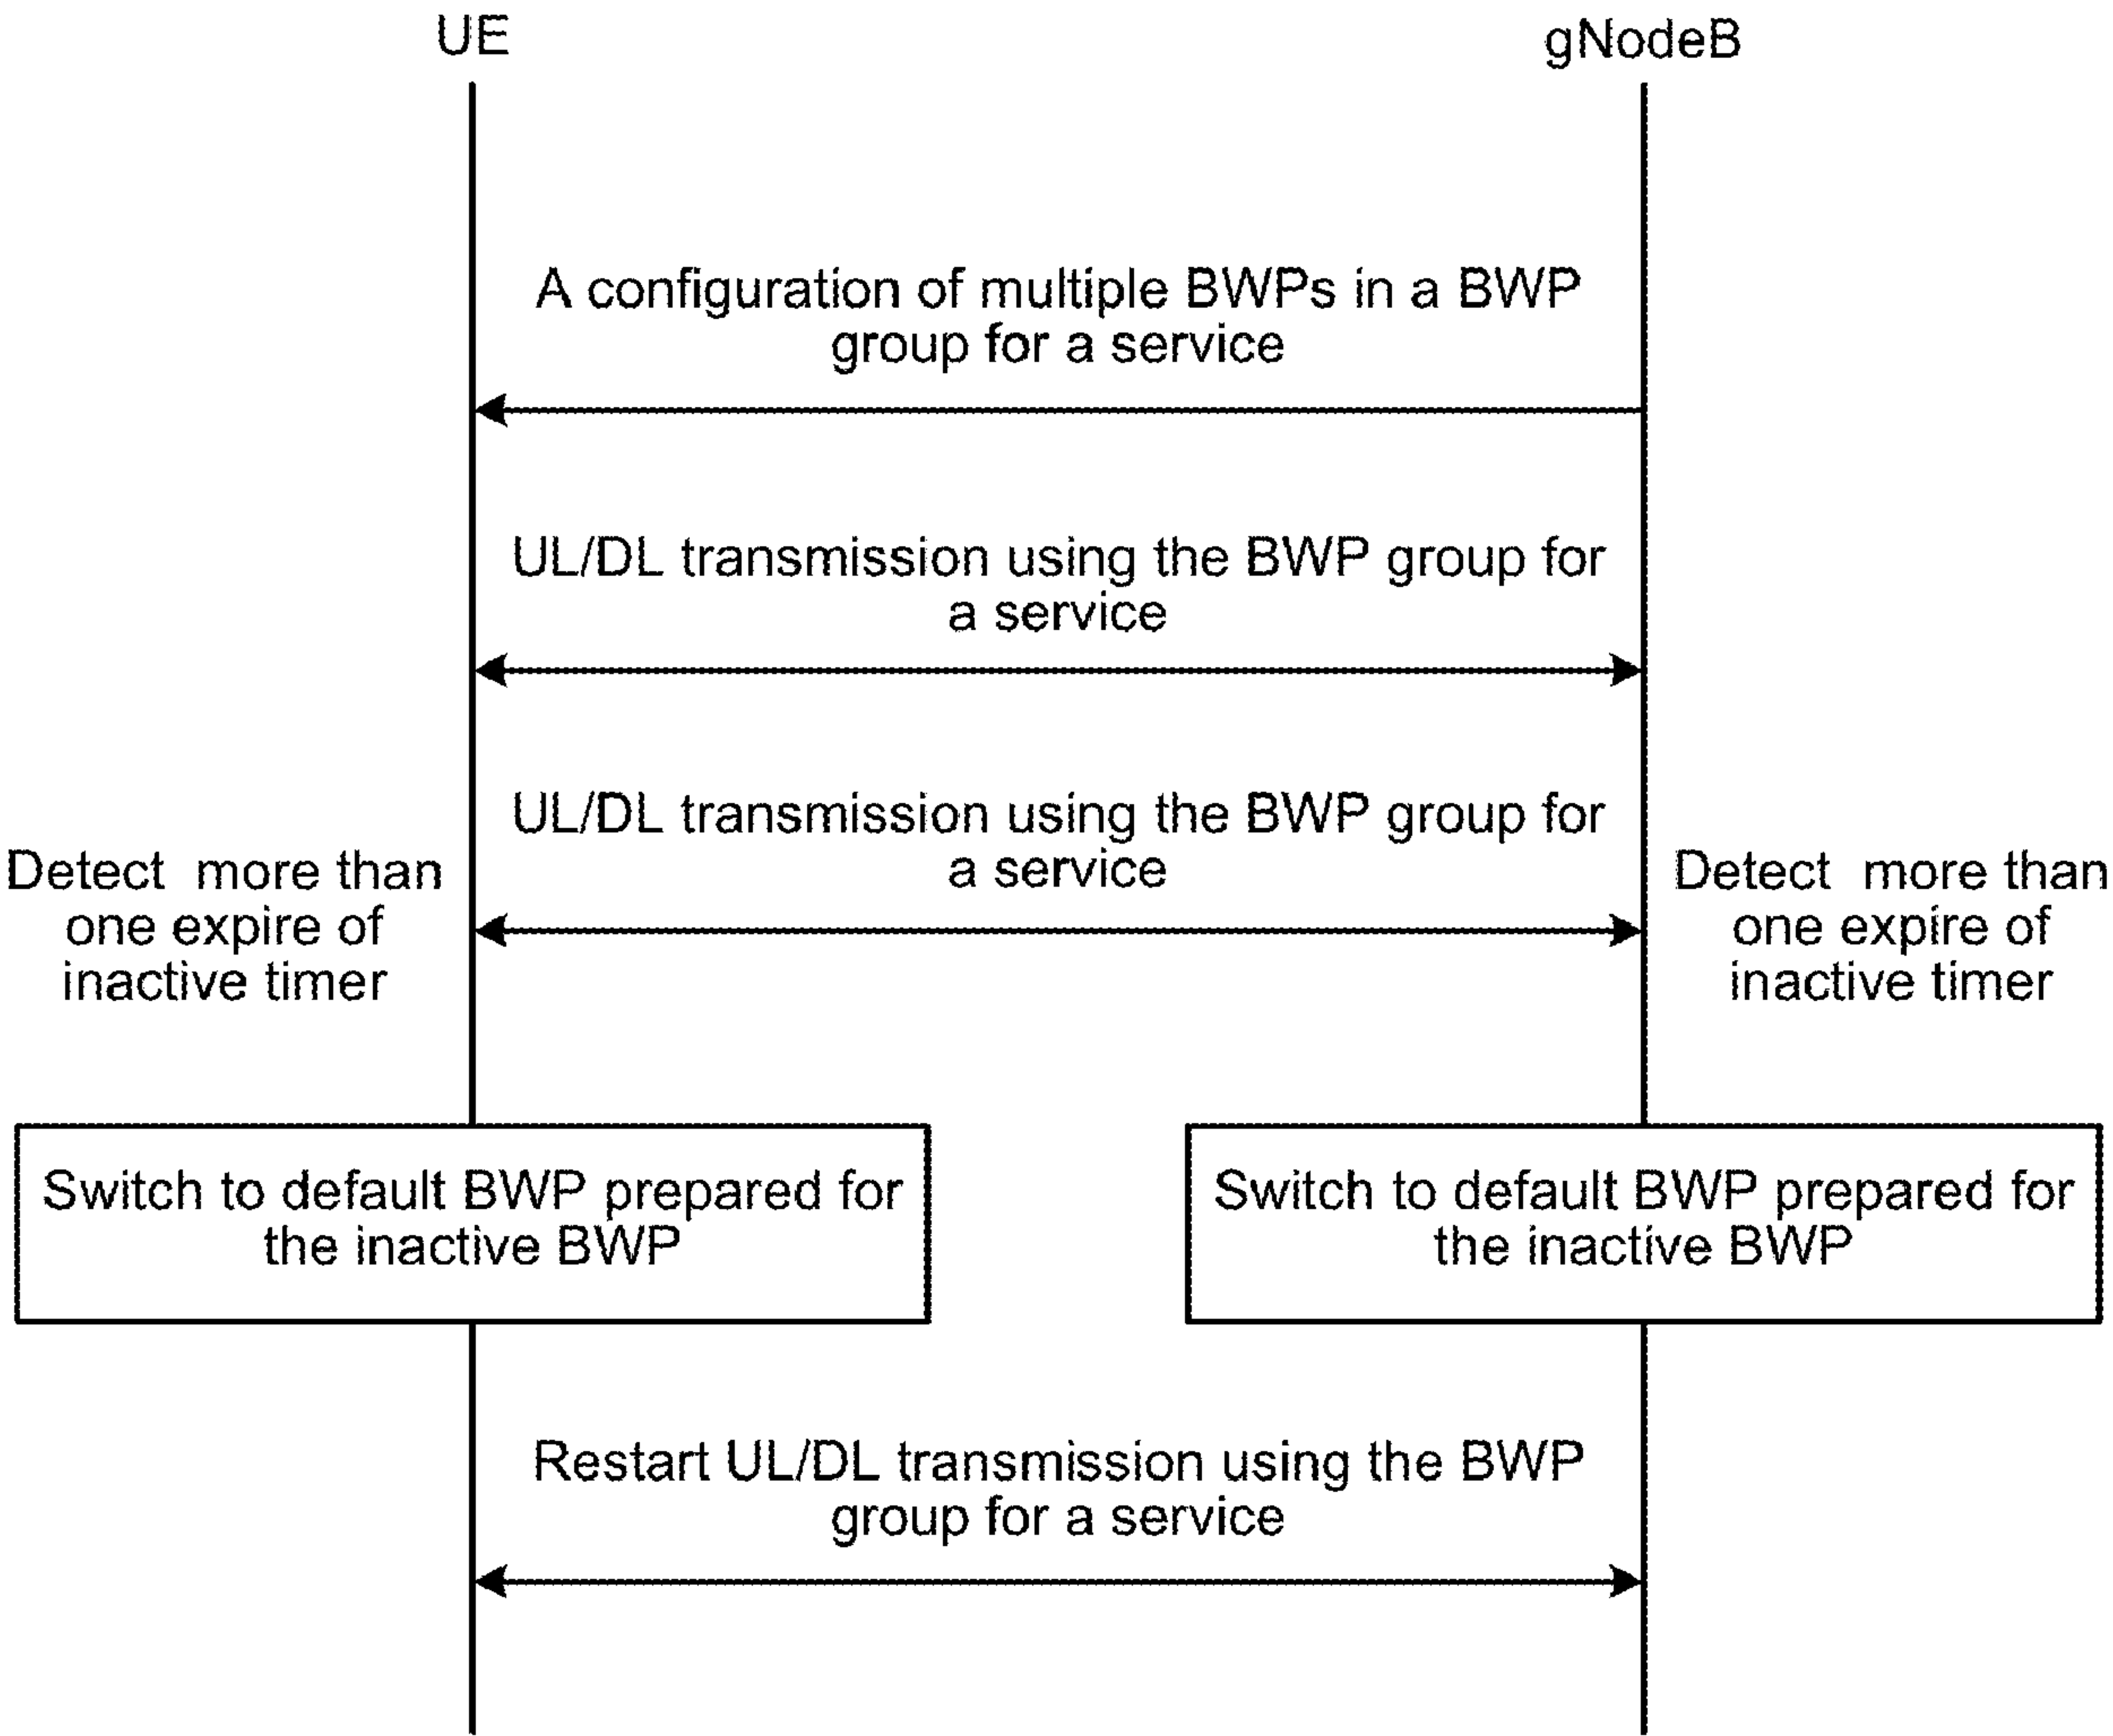 UE
gNodeB
A configuration of multiple BWPs in a BWP
group for a service
UL/DL transmission using the BWP group for
a service
UL/DL transmission using the BWP group for
a service
Detect more than
one expire of
inactive timer
Detect more than
one expire of
inactive timer
Switch to default BWP prepared for
the inactive BWP
Switch to default BWP prepared for
the inactive BWP
Restart UL/DL transmission using the BWP
group for a service